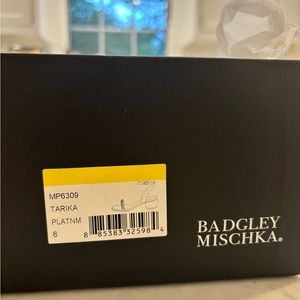 MP6309
TARIKA
PLATNM
8
8 85383 32598 4
BADGLEY
MISCHKA®